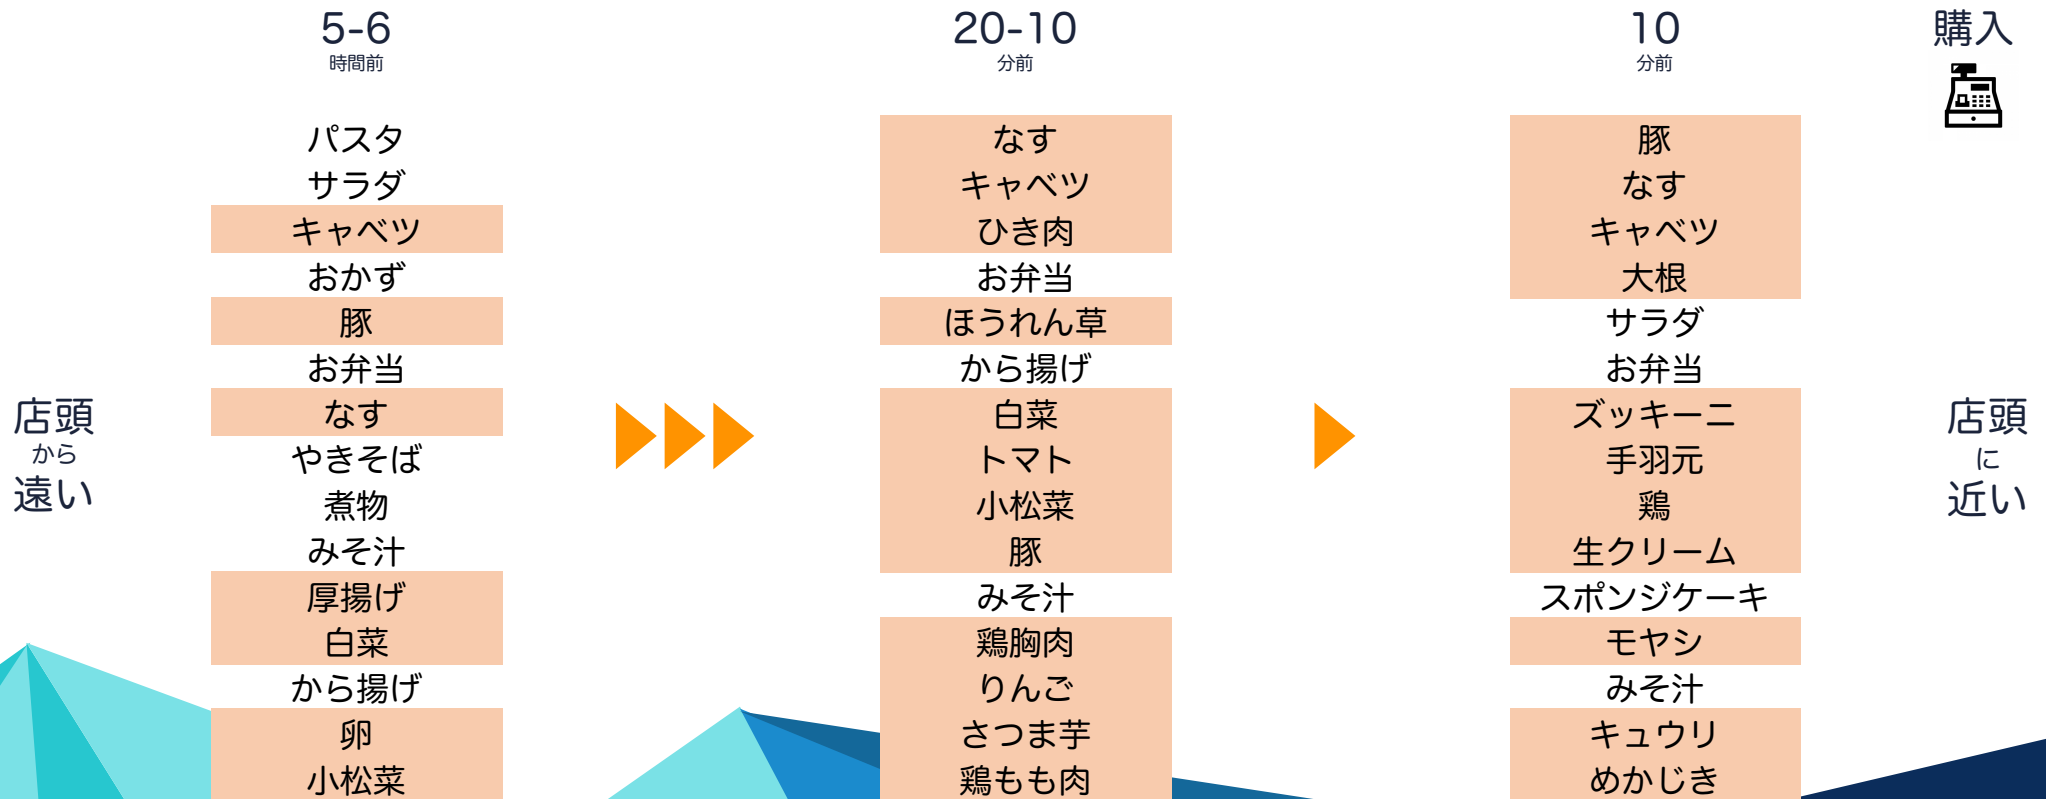 5-6
時間前
パスタ
サラダ
キャベツ
おかず
豚
お弁当
なす
やきそば
煮物
みそ汁
厚揚げ
白菜
から揚げ
卵
小松菜
20-10
分前
なす
キャベツ
ひき肉
お弁当
ほうれん草
から揚げ
白菜
トマト
小松菜
豚
みそ汁
鶏胸肉
りんご
さつま芋
鶏もも肉
10
分前
豚
なす
キャベツ
大根
サラダ
お弁当
ズッキーニ
手羽元
鶏
生クリーム
スポンジケーキ
モヤシ
みそ汁
キュウリ
めかじき
購入
店頭
から
遠い
店頭
に
近い